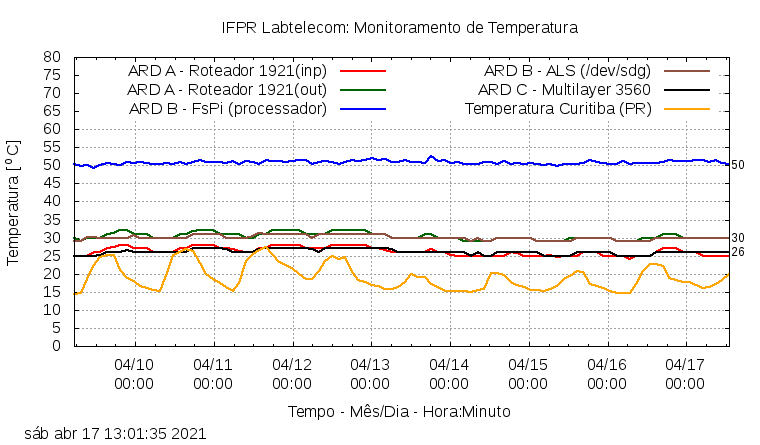 IFPR Labtelecom: Monitoramento de Temperatura
80
75
70
65
60
55
50
45
40
35
30
25
20
15
10
5
0
Temperatura [ºC]
ARD A - Roteador 1921(inp)
ARD A - Roteador 1921(out)
ARD B - FsPi (processador)
ARD B - ALS (/dev/sdg)
ARD C - Multilayer 3560
Temperatura Curitiba (PR)
50
30
26
04/10 04/11 04/12 04/13 04/14 04/15 04/16 04/17
00:00 00:00 00:00 00:00 00:00 00:00 00:00 00:00
Tempo - Mês/Dia - Hora:Minuto
sáb abr 17 13:01:35 2021